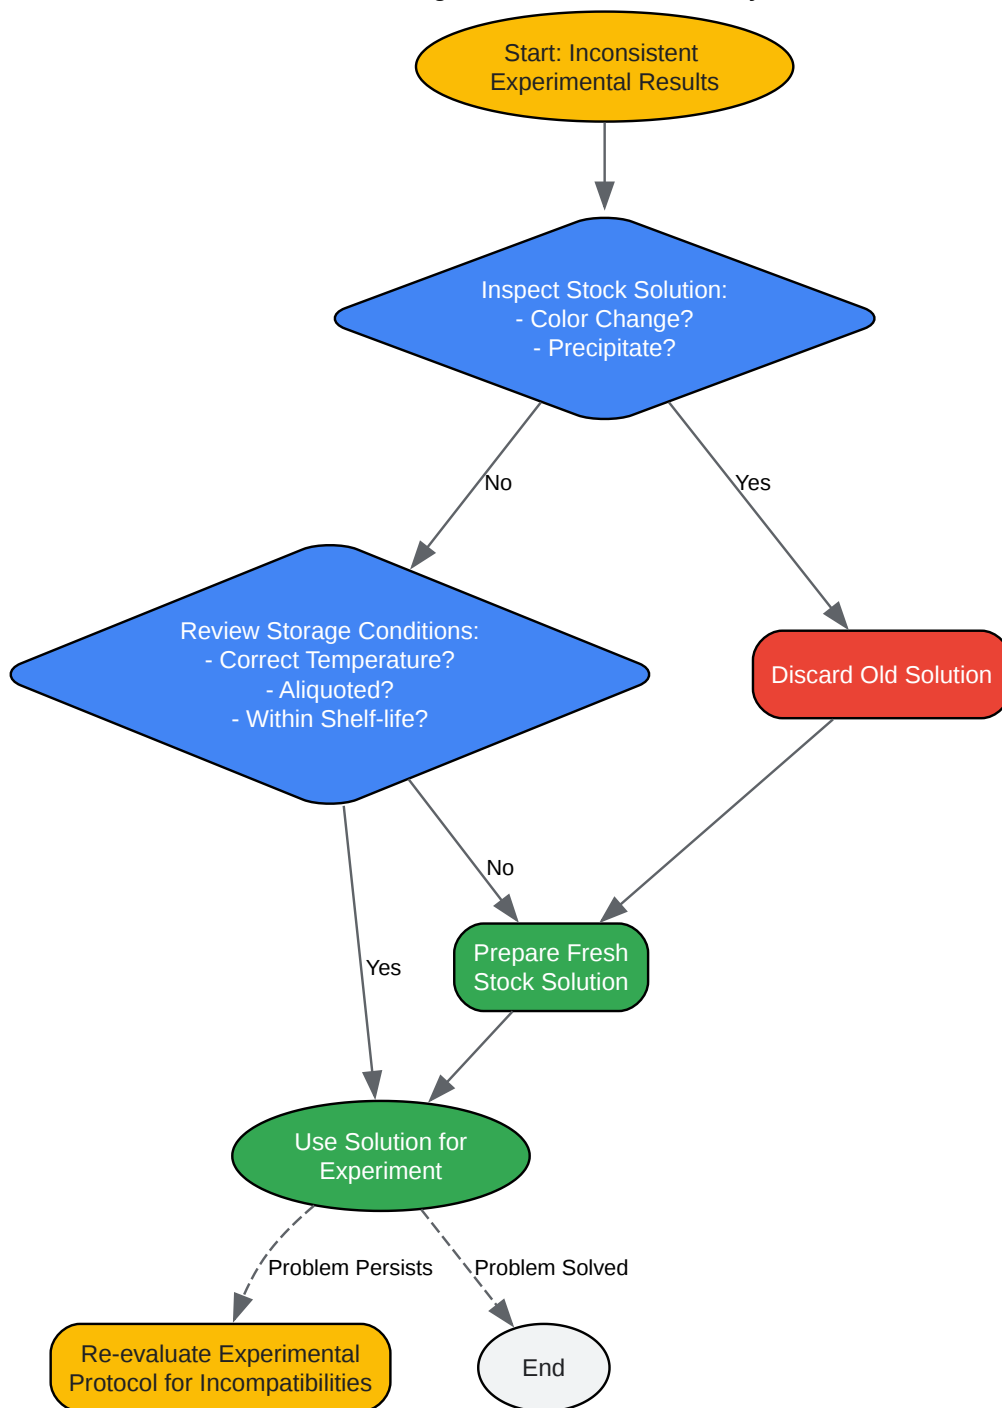 Start: Inconsistent
Experimental Results
Inspect Stock Solution:
- Color Change?
- Precipitate?
No
Yes
Review Storage Conditions:
- Correct Temperature?
- Aliquoted?
- Within Shelf-life?
Discard Old Solution
No
Prepare Fresh
Stock Solution
Yes
Use Solution for
Experiment
Problem Persists
Problem Solved
Re-evaluate Experimental
Protocol for Incompatibilities
End